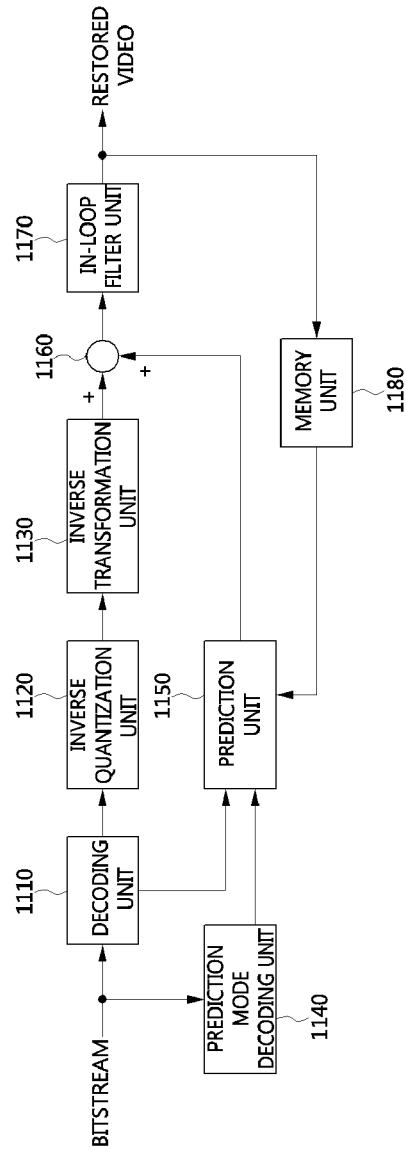 BITSTREAM
1110
DECODING
UNIT
1120
INVERSE
QUANTIZATION
UNIT
1130
INVERSE
TRANSFORMATION
UNIT
+
1160
+
1170
IN-LOOP
FILTER UNIT
RESTORED
VIDEO
PREDICTION
MODE
DECODING UNIT
1140
1150
PREDICTION
UNIT
MEMORY
UNIT
1180